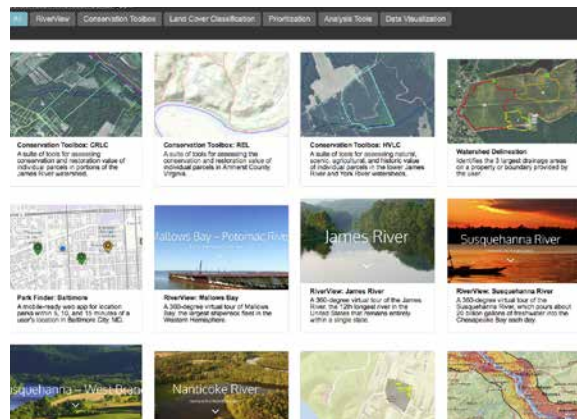 All RiverView Conservation Toolbox Land Cover Classification Prioritization Analysis Tools Data Visualization
Conservation Toolbox: CRLC
A suite of tools for assessing
conservation and restoration value of
individual parcels in portions of the
James River watershed.
Conservation Toolbox: REL
A suite of tools for assessing the
conservation and restoration value of
individual parcels in Amherst County
Virginia.
Conservation Toolbox: HVLC
A suite of tools for assessing natural,
scenic, agricultural, and historic value
of individual parcels in the lower James
River and York River watersheds.
Watershed Delineation
Identifies the 3 largest drainage areas
on a property or boundary provided by
the user.
Park Finder: Baltimore
A mobile-ready web app for location
parks within 5, 10, and 15 minutes of a
user's location in Baltimore City, MD.
Mallows Bay – Potomac Rive
RiverView: Mallows Bay
A 360-degree virtual tour of Mallows
Bay, the largest shipwreck fleet in the
Western Hemisphere.
James River
RiverView: James River
A 360-degree virtual tour of the James
River, the 12th longest river in the
United States that remains entirely
within a single state.
Susquehanna River
RiverView: Susquehanna River
A 360-degree virtual tour of the
Susquehanna River, which pours about
20 billion gallons of freshwater into the
Chesapeake Bay each day.
squehanna – West Bran
Nanticoke River